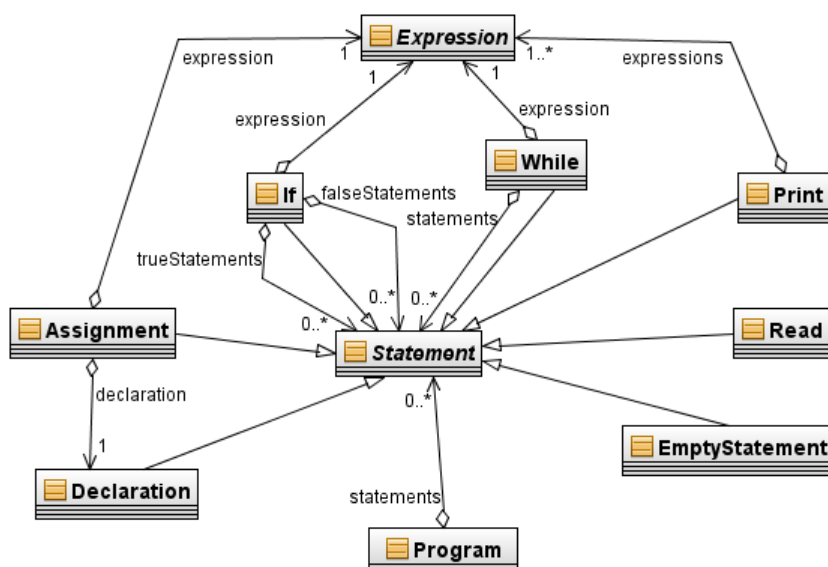 Expression
1
1
1
1..*
expression
expressions
expression
expression
While
If
falseStatements
Print
statements
trueStatements
0..*
0..*
0..*
Assignment
Statement
Read
declaration
0..*
1
EmptyStatement
Declaration
statements
Program